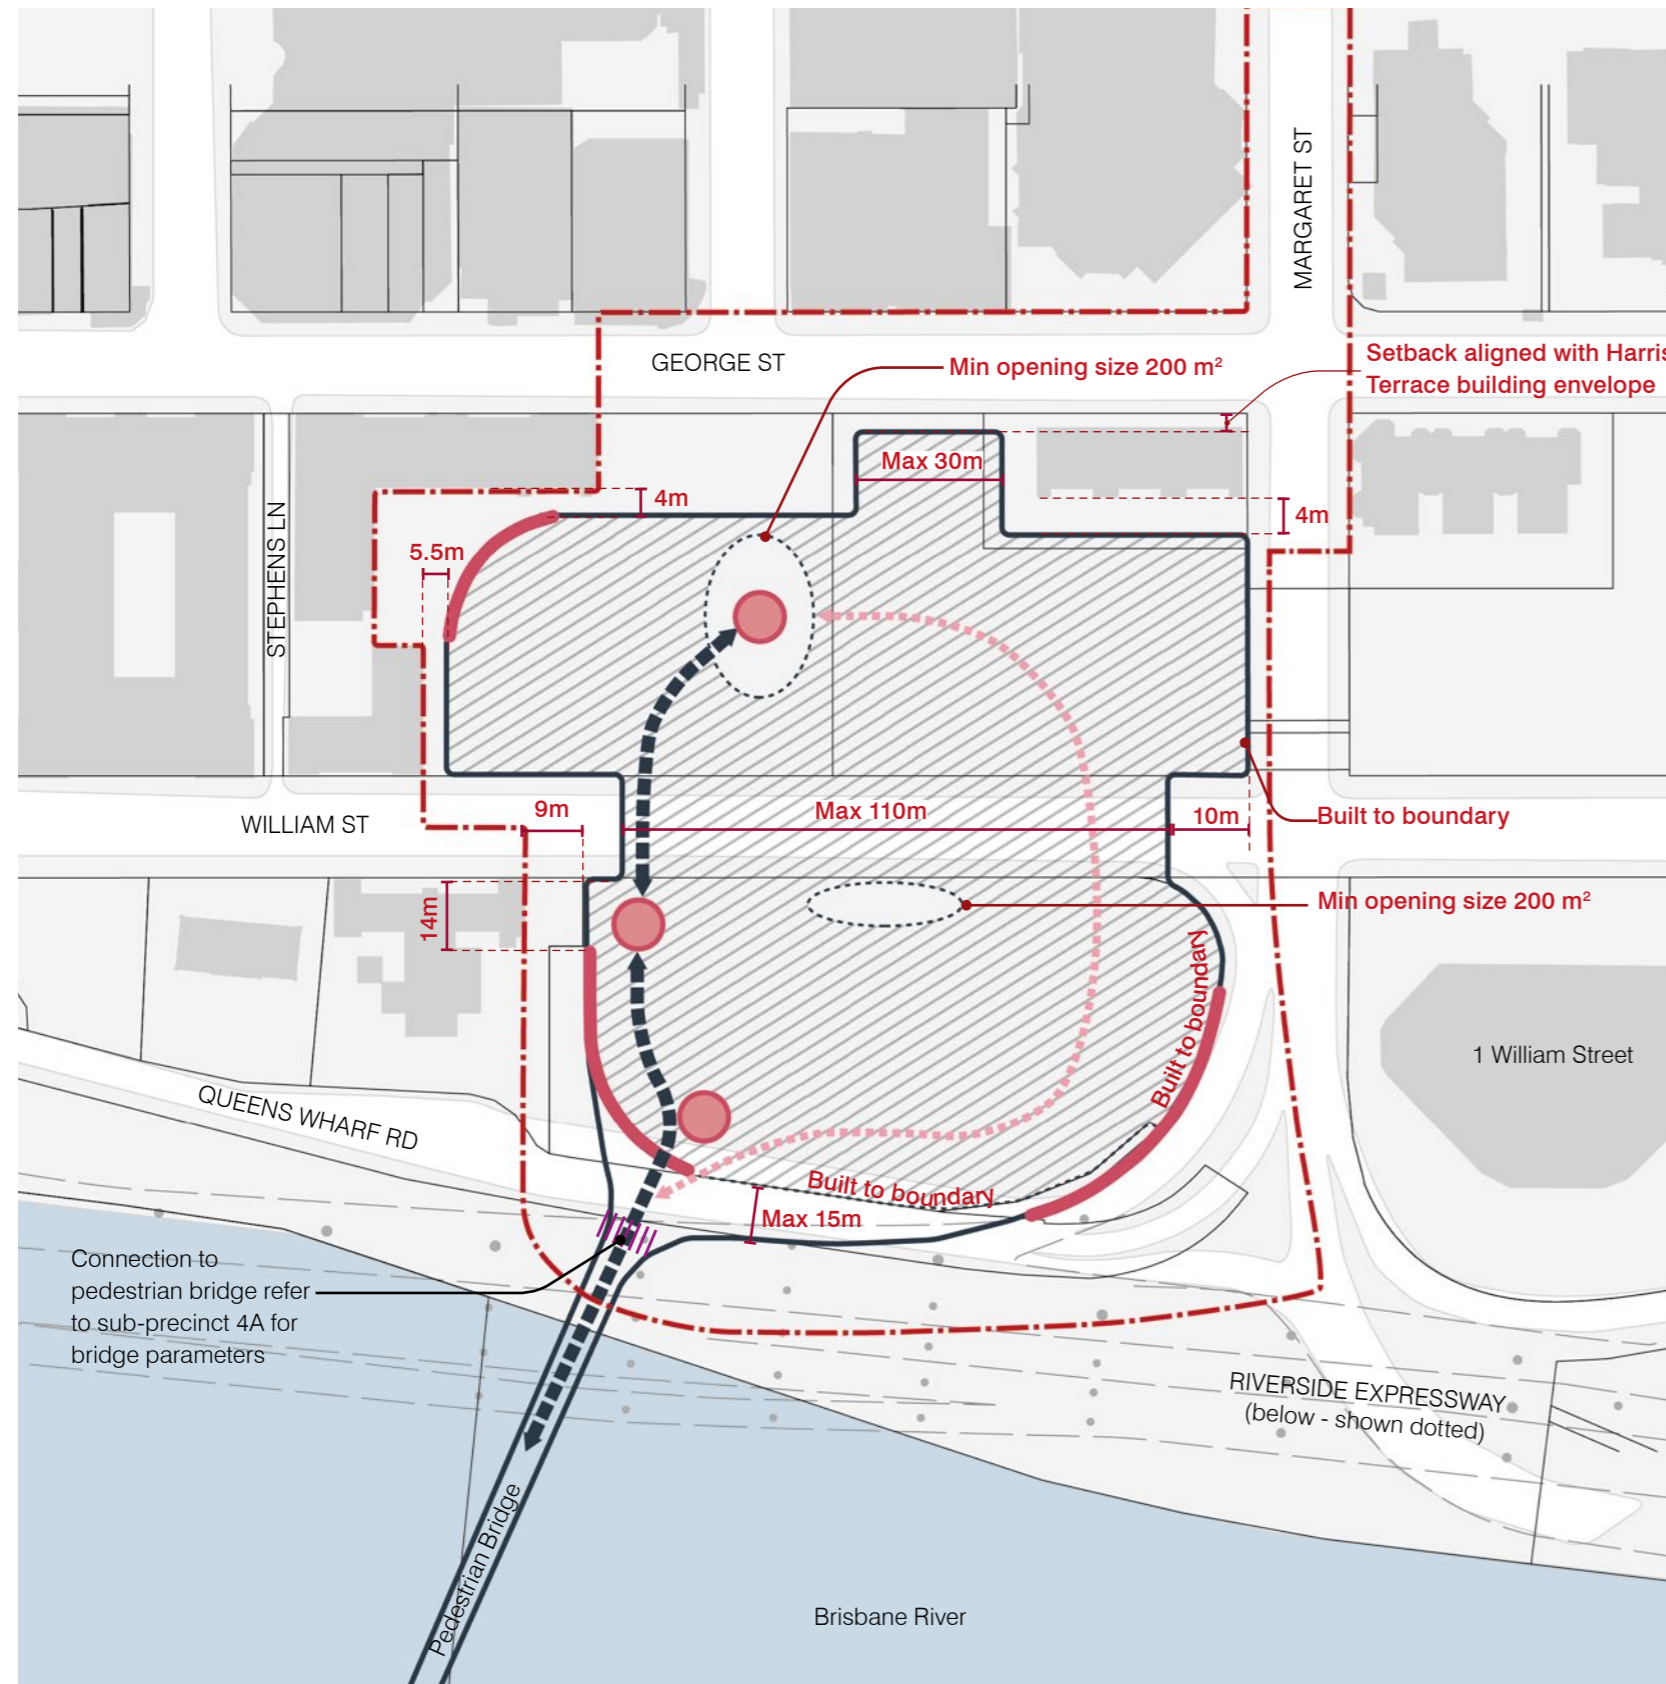 MARGARET ST
GEORGE ST
Min opening size 200 m²
Setback aligned with Harris
Terrace building envelope
Max 30m
4m
4m
5.5m
STEPHENS LN
WILLIAM ST
9m
Max 110m
10m
Built to boundary
14m
Min opening size 200 m²
Built to boundary
1 William Street
QUEENS WHARF RD
Built to boundary
Max 15m
Connection to
pedestrian bridge refer
to sub-precinct 4A for
bridge parameters
RIVERSIDE EXPRESSWAY
(below - shown dotted)
Pedestrian Bridge
Brisbane River